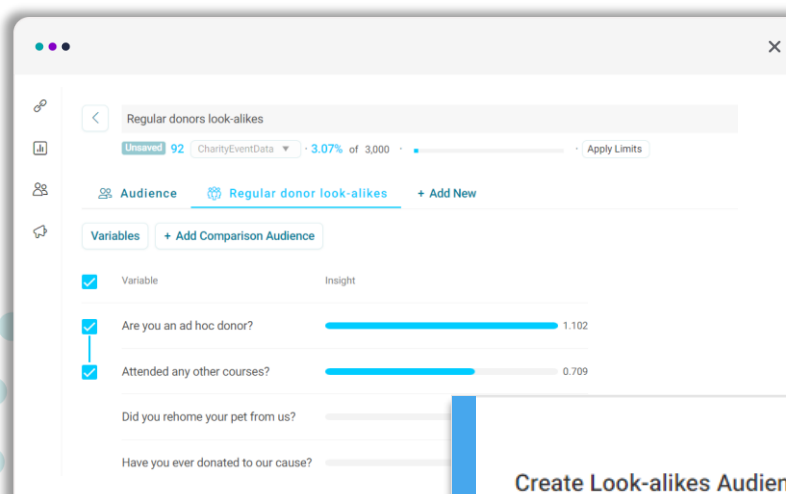 Regular donors look-alikes
Unsaved 92 CharityEventData ▼ · 3.07% of 3,000 · · Apply Limits
Audience Regular donor look-alikes + Add New
Variables + Add Comparison Audience
Variable Insight
Are you an ad hoc donor? 1.102
Attended any other courses? 0.709
Did you rehome your pet from us?
Have you ever donated to our cause?
Create Look-alikes Audien